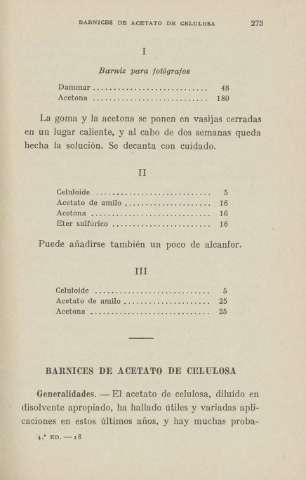 BARNICES DE ACETATO DE CELULOSA 273
I
Barniz para fotógrafos
Dammar ............................ 48
Acetona ............................ 180
La goma y la acetona se ponen en vasijas cerradas
en un lugar caliente, y al cabo de dos semanas queda
hecha la solución. Se decanta con cuidado.
II
Celuloide ............................ 5
Acetato de amilo ..................... 16
Acetona ............................. 16
Eter sulfúrico ....................... 16
Puede añadirse también un poco de alcanfor.
III
Celuloide ............................ 5
Acetato de amilo ..................... 25
Acetona ............................. 25
BARNICES DE ACETATO DE CELULOSA
Generalidades. — El acetato de celulosa, diluído en
disolvente apropiado, ha hallado útiles y variadas apli-
caciones en estos últimos años, y hay muchas proba-
4.ª ED. — 18